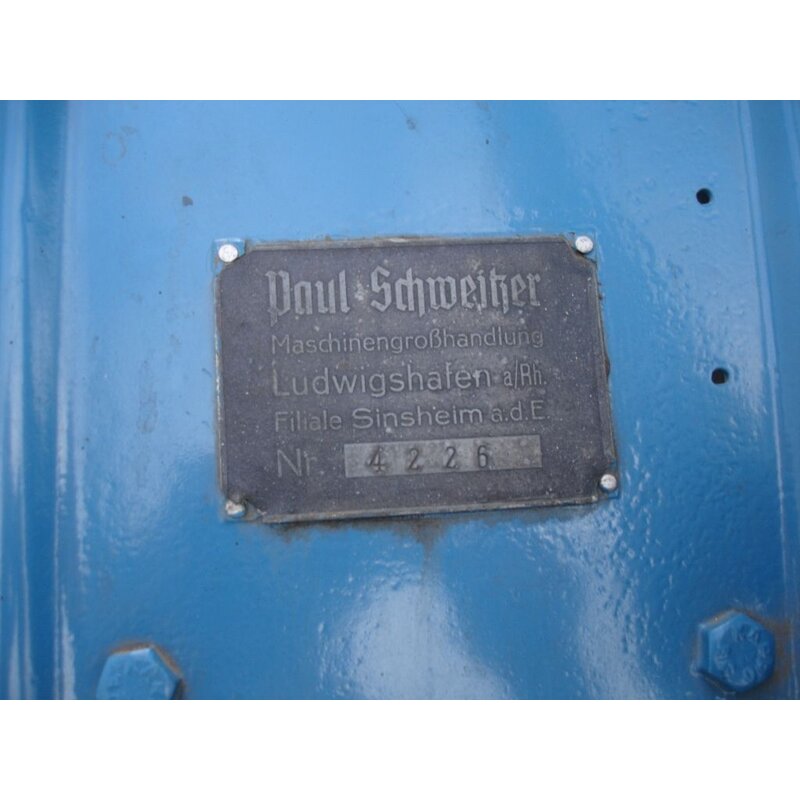 Paul Schweitzer
Maschinengroßhandlung
Ludwigshafen a/Rh.
Filiale Sinsheim a.d.E.
Nr. 4226